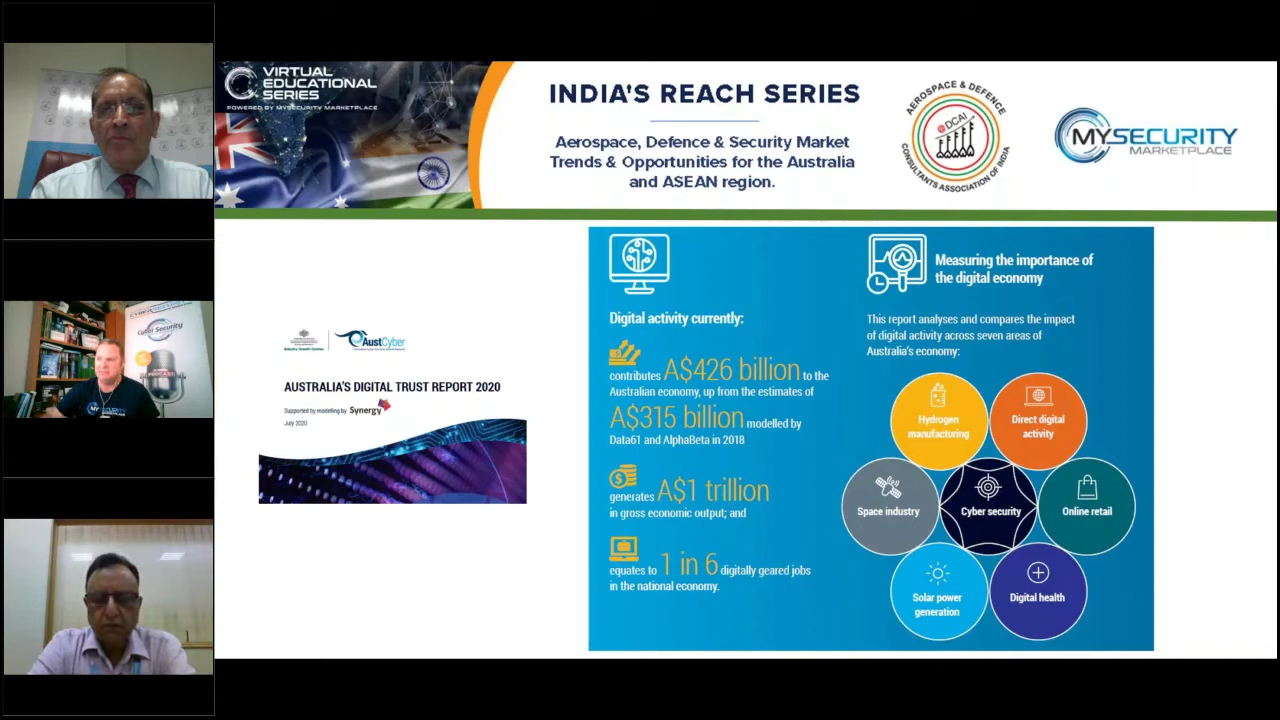 VIRTUAL
EDUCATIONAL
SERIES
POWERED BY MYSECURITY MARKETPLACE
INDIA'S REACH SERIES
Aerospace, Defence & Security Market
Trends & Opportunities for the Australia
and ASEAN region.
AEROSPACE & DEFENCE
ADCAI
CONSULTANTS ASSOCIATION OF INDIA
MYSECURITY
MARKETPLACE
Cyber Security
PODCAST
MYSECURITY
Industry Growth Centres
AustCyber
AUSTRALIA'S DIGITAL TRUST REPORT 2020
Supported by modelling by Synergy
July 2020
Digital activity currently:
contributes A$426 billion to the
Australian economy, up from the estimates of
A$315 billion modelled by
Data61 and AlphaBeta in 2018
generates A$1 trillion
in gross economic output; and
equates to 1 in 6 digitally geared jobs
in the national economy.
Measuring the importance of
the digital economy
This report analyses and compares the impact
of digital activity across seven areas of
Australia's economy:
Hydrogen
manufacturing
Direct digital
activity
Space industry
Cyber security
Online retail
Solar power
generation
Digital health